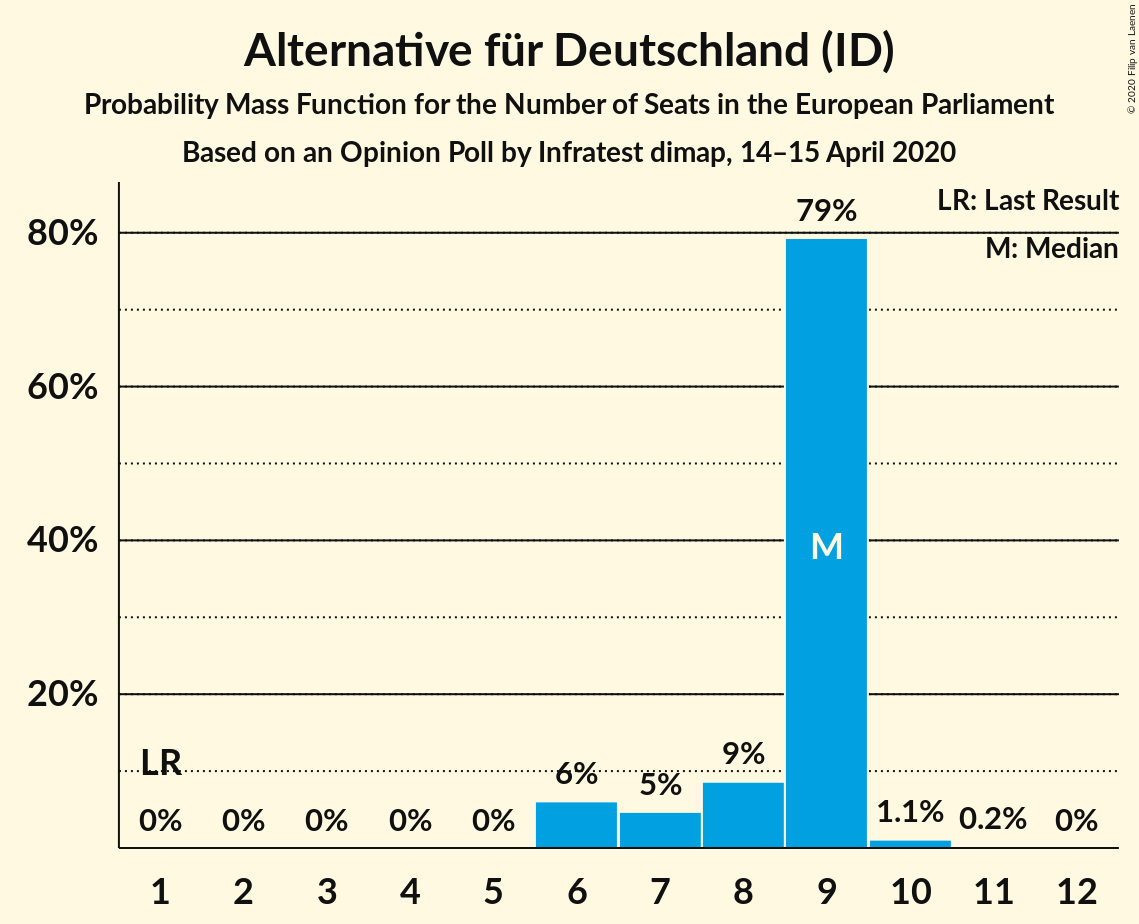 Alternative für Deutschland (ID)
Probability Mass Function for the Number of Seats in the European Parliament
Based on an Opinion Poll by Infratest dimap, 14–15 April 2020
© 2020 Filip van Laenen
LR: Last Result
M: Median
80%
60%
40%
20%
LR
0%
0%
0%
0%
0%
6%
5%
9%
79%
M
1.1%
0.2%
0%
1 2 3 4 5 6 7 8 9 10 11 12